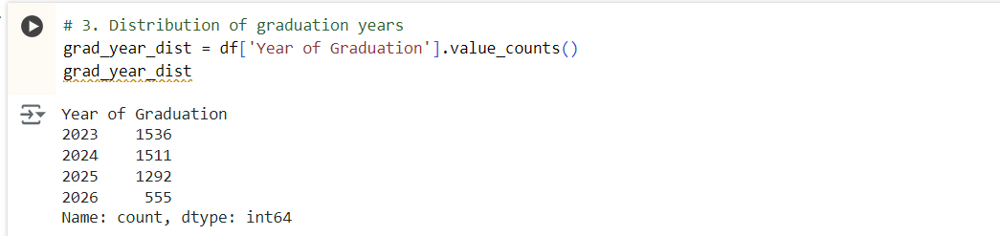 # 3. Distribution of graduation years
grad_year_dist = df['Year of Graduation'].value_counts()
grad_year_dist
Year of Graduation
2023    1536
2024    1511
2025    1292
2026     555
Name: count, dtype: int64